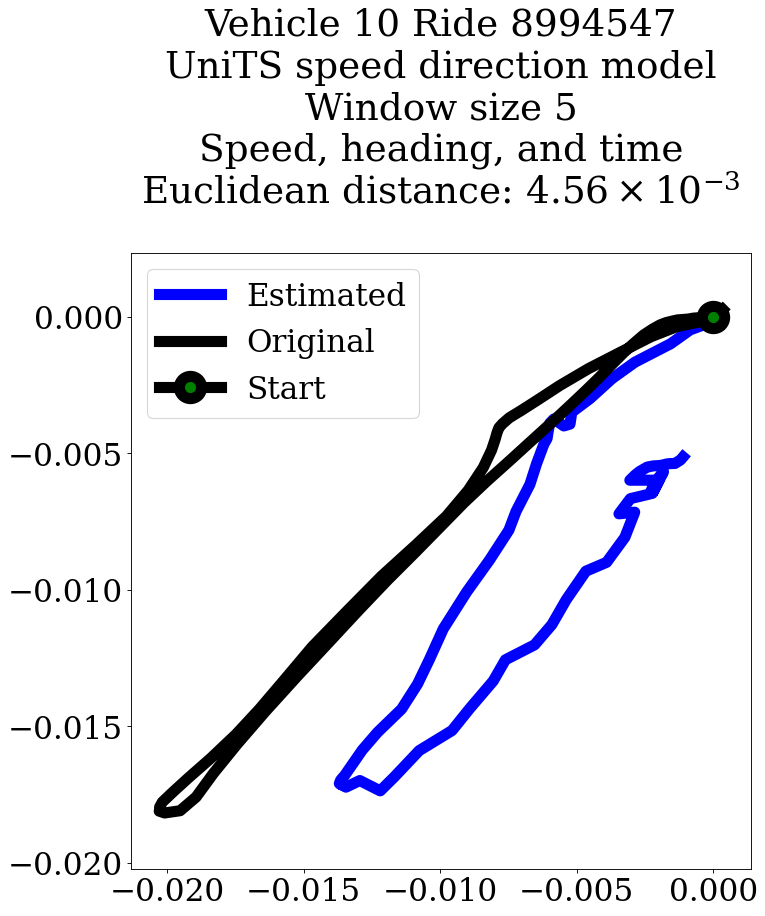 Vehicle 10 Ride 8994547
UniTS speed direction model
Window size 5
Speed, heading, and time
Euclidean distance: 4.56 × 10⁻³
Estimated
Original
Start
0.000
−0.005
−0.010
−0.015
−0.020
−0.020 −0.015 −0.010 −0.005 0.000